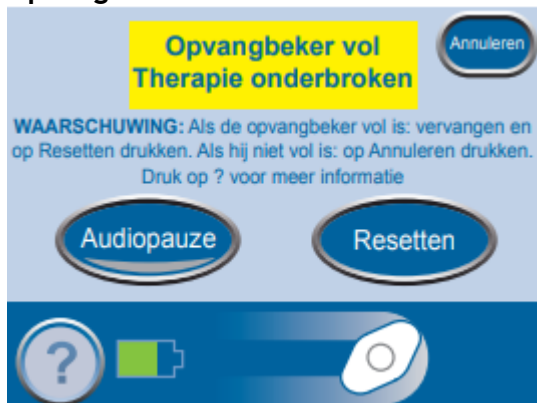 Opvangbeker vol
Therapie onderbroken
Annuleren
WAARSCHUWING: Als de opvangbeker vol is: vervangen en
op Resetten drukken. Als hij niet vol is: op Annuleren drukken.
Druk op ? voor meer informatie
Audiopauze
Resetten
?